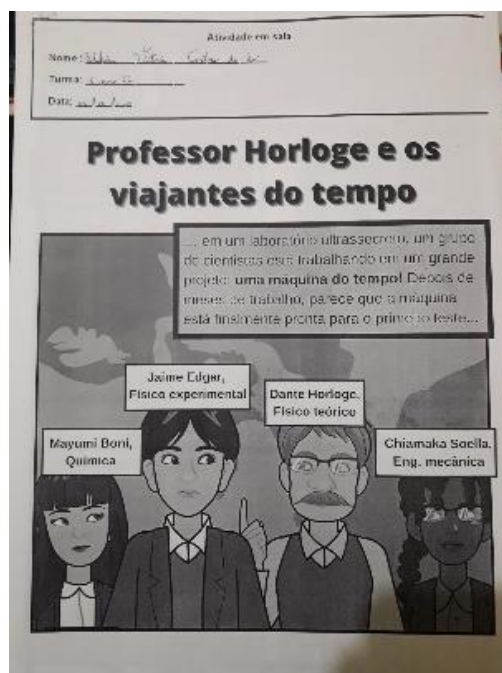 Atividade em sala
Nome:
Turma:
Data:
Professor Horloge e os
viajantes do tempo
... em um laboratório ultrassecreto, um grupo
de cientistas está trabalhando em um grande
projeto: uma máquina do tempo! Depois de
meses de trabalho, parece que a máquina
está finalmente pronta para o primeiro teste...
Jaime Edger,
Físico experimental
Dante Horloge,
Físico teórico
Mayumi Boni,
Química
Chiamaka Soella,
Eng. mecânica